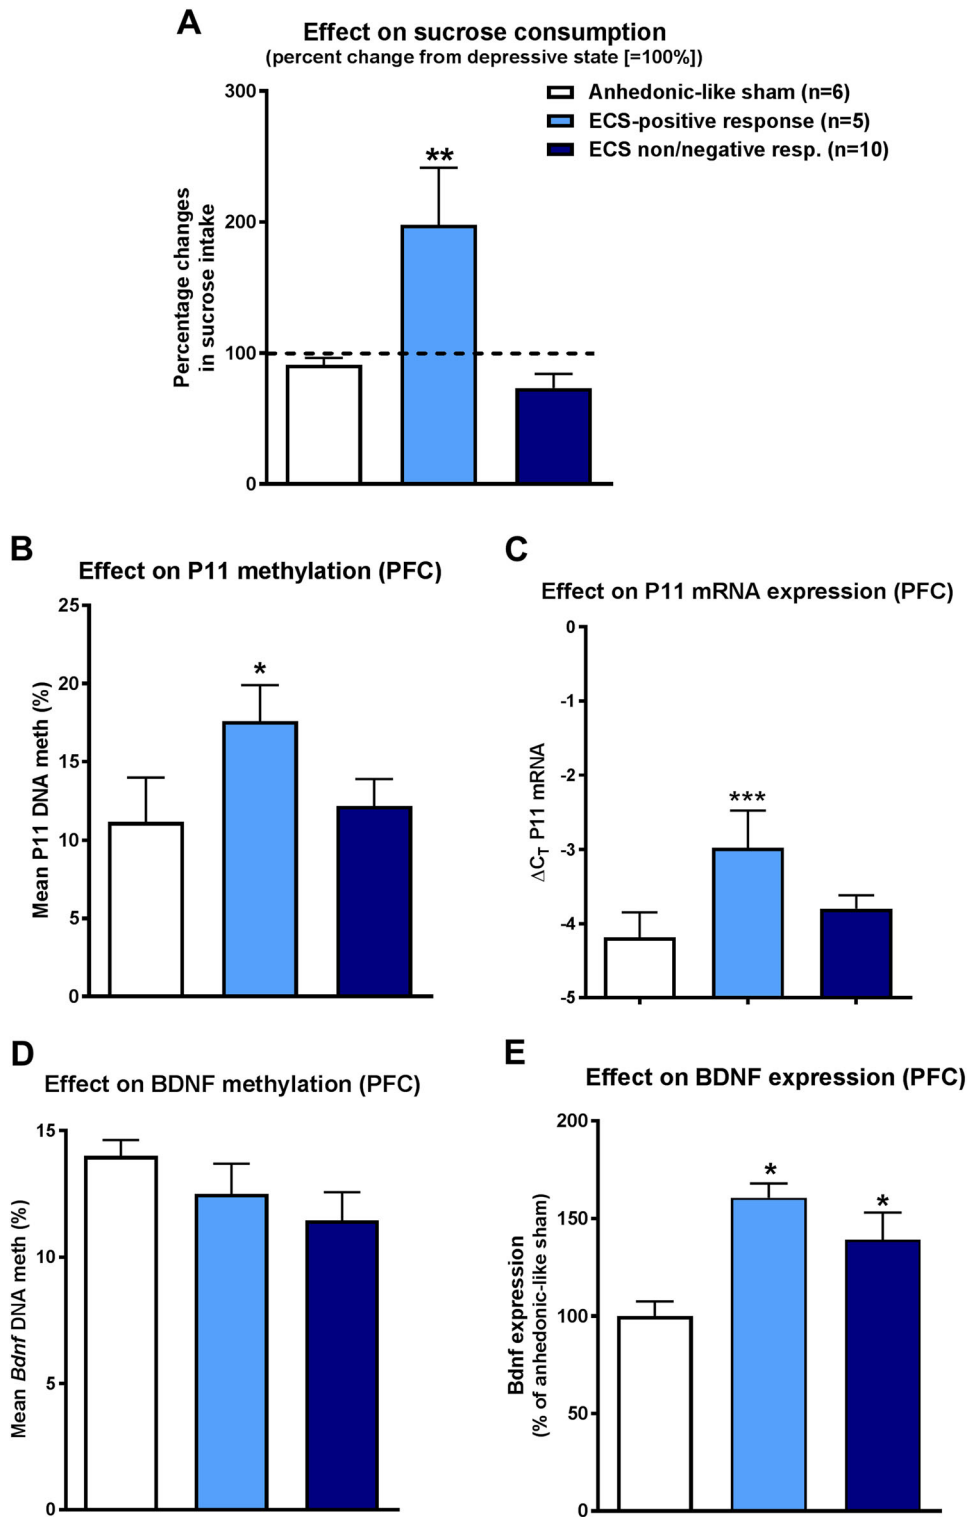 A
Effect on sucrose consumption
(percent change from depressive state [=100%])
Anhedonic-like sham (n=6)
ECS-positive response (n=5)
ECS non/negative resp. (n=10)
Percentage changes
in sucrose intake
300
200
100
0
**
B
Effect on P11 methylation (PFC)
Mean P11 DNA meth (%)
25
20
15
10
5
0
*
C
Effect on P11 mRNA expression (PFC)
ΔCT P11 mRNA
0
-1
-2
-3
-4
-5
***
D
Effect on BDNF methylation (PFC)
Mean Bdnf DNA meth (%)
15
10
5
0
E
Effect on BDNF expression (PFC)
Bdnf expression
(% of anhedonic-like sham)
200
150
100
50
0
*
*